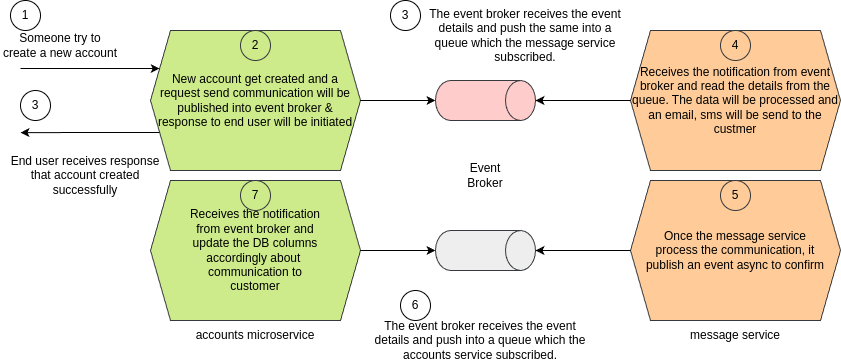 1
Someone try to
create a new account
3
End user receives response
that account created
successfully
2
New account get created and a
request send communication will be
published into event broker &
response to end user will be initiated
3
The event broker receives the event
details and push the same into a
queue which the message service
subscribed.
4
Receives the notification from event
broker and read the details from the
queue. The data will be processed and
an email, sms will be send to the
custmer
Event
Broker
7
Receives the notification
from event broker and
update the DB columns
accordingly about
communication to
customer
accounts microservice
5
Once the message service
process the communication, it
publish an event async to confirm
message service
6
The event broker receives the event
details and push into a queue which the
accounts service subscribed.